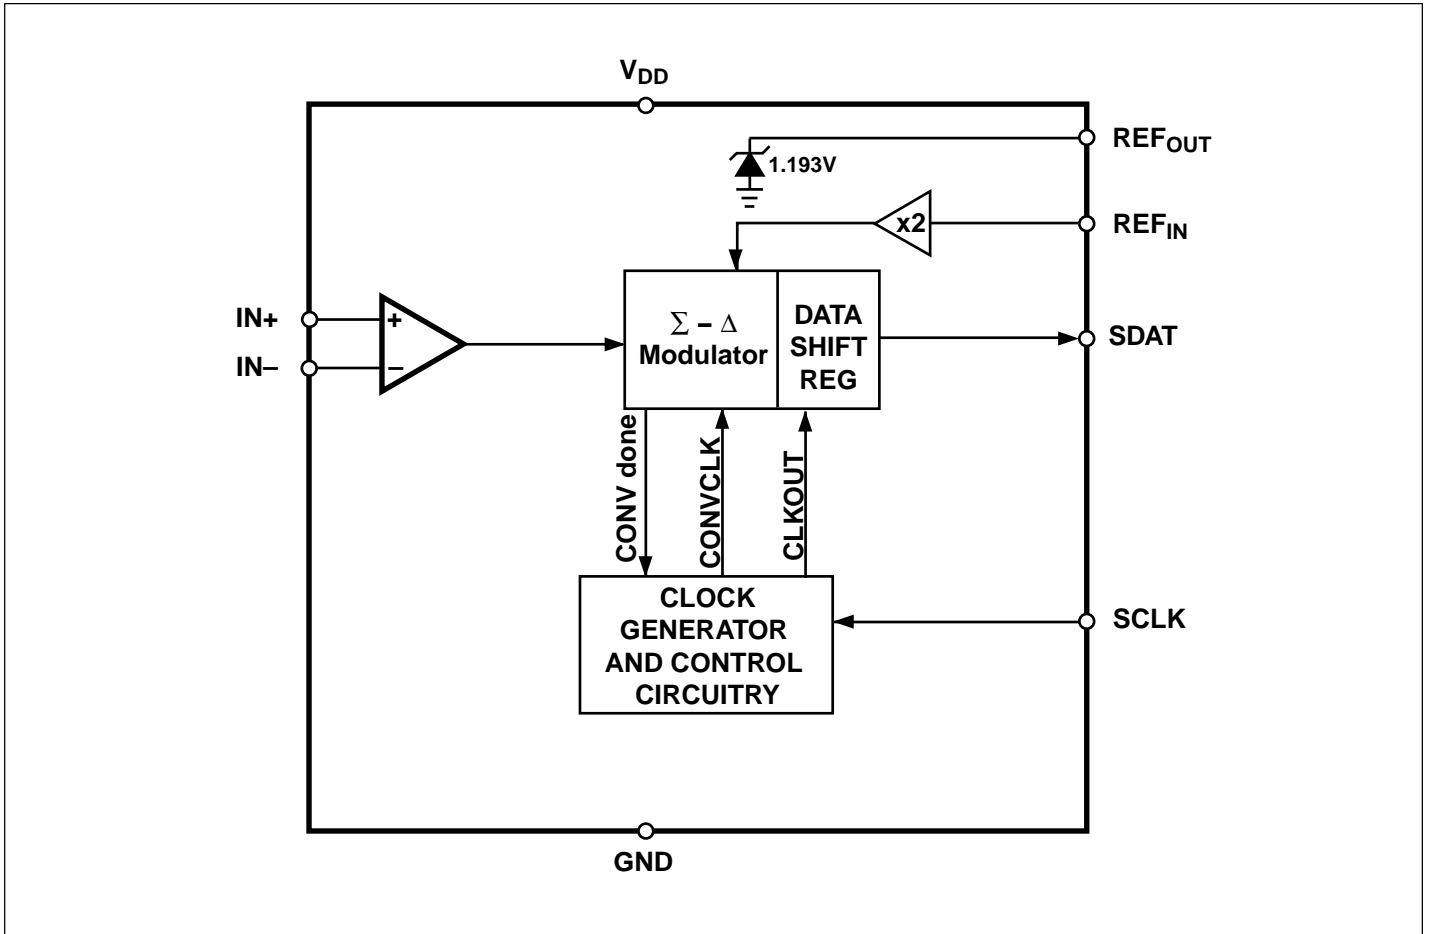 VDD
REFOUT
1.193V
x2
REFIN
IN+
IN–
+
–
Σ – Δ
Modulator
DATA
SHIFT
REG
SDAT
CONV done
CONVCLK
CLKOUT
CLOCK
GENERATOR
AND CONTROL
CIRCUITRY
SCLK
GND